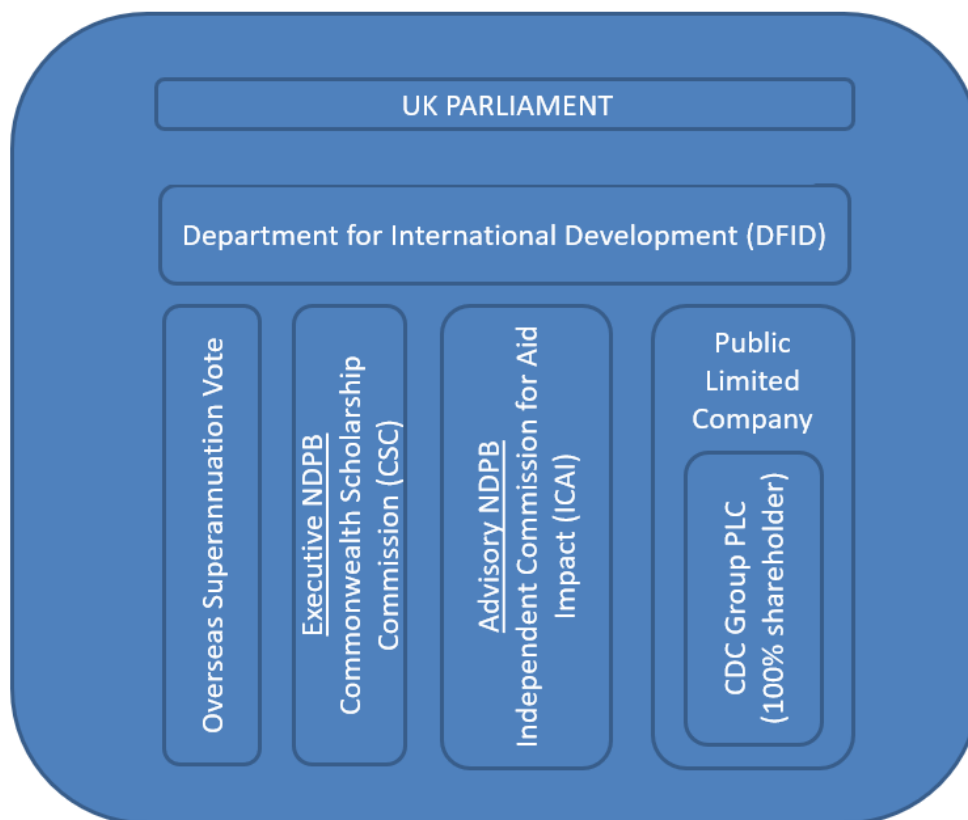 UK PARLIAMENT
Department for International Development (DFID)
Overseas Superannuation Vote
Executive NDPB
Commonwealth Scholarship
Commission (CSC)
Advisory NDPB
Independent Commission for Aid
Impact (ICAI)
Public
Limited
Company
CDC Group PLC
(100% shareholder)